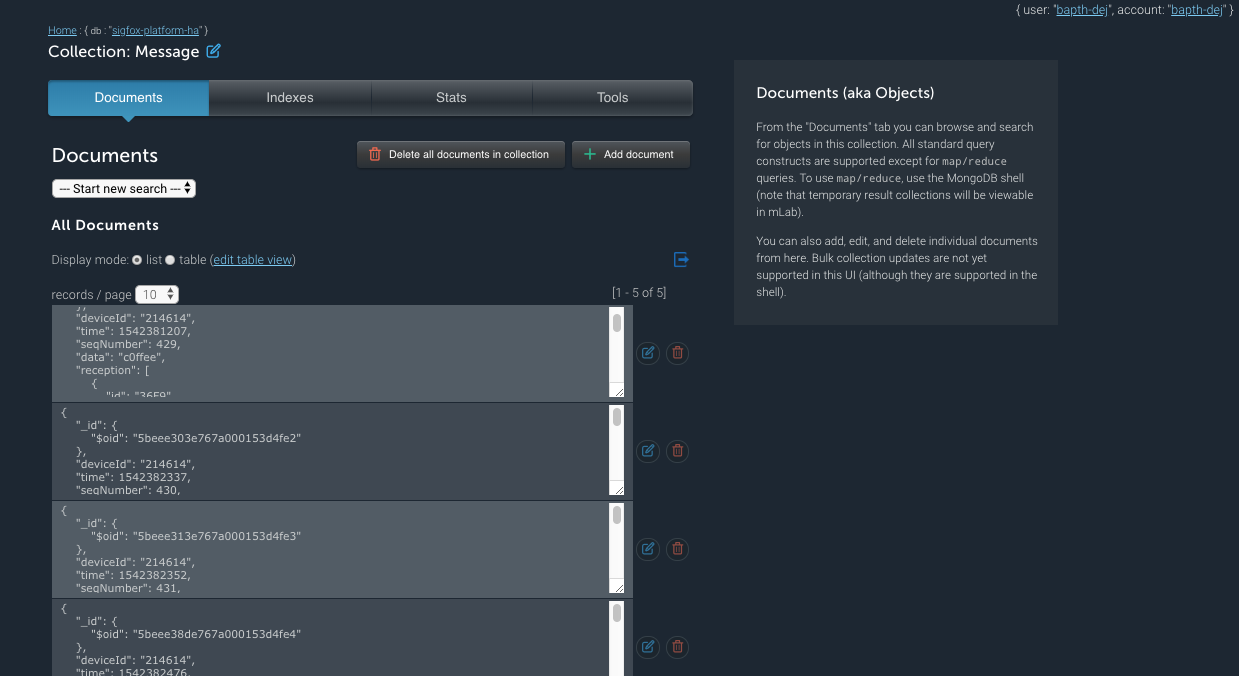 { user: "bapth-dej", account: "bapth-dej" }
Home : { db : "sigfox-platform-ha" }
Collection: Message
Documents
Indexes
Stats
Tools
Documents
Delete all documents in collection
Add document
--- Start new search ---
All Documents
Display mode: list table (edit table view)
records / page 10
[1 - 5 of 5]
},
"deviceId": "214614",
"time": 1542381207,
"seqNumber": 429,
"data": "c0ffee",
"reception": [
{
"id": "36F9"
{
"_id": {
"$oid": "5beee303e767a000153d4fe2"
},
"deviceId": "214614",
"time": 1542382337,
"seqNumber": 430,
{
"_id": {
"$oid": "5beee313e767a000153d4fe3"
},
"deviceId": "214614",
"time": 1542382352,
"seqNumber": 431,
{
"_id": {
"$oid": "5beee38de767a000153d4fe4"
},
"deviceId": "214614",
"time": 1542382476,
Documents (aka Objects)
From the "Documents" tab you can browse and search
for objects in this collection. All standard query
constructs are supported except for map/reduce
queries. To use map/reduce, use the MongoDB shell
(note that temporary result collections will be viewable
in mLab).
You can also add, edit, and delete individual documents
from here. Bulk collection updates are not yet
supported in this UI (although they are supported in the
shell).